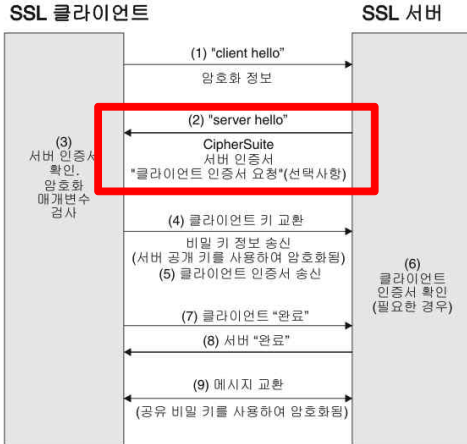 SSL 클라이언트
SSL 서버
(1) "client hello"
암호화 정보
(2) "server hello"
CipherSuite
서버 인증서
"클라이언트 인증서 요청"(선택사항)
(3)
서버 인증서
확인.
암호화
매개변수
검사
(4) 클라이언트 키 교환
비밀 키 정보 송신
(서버 공개 키를 사용하여 암호화됨)
(5) 클라이언트 인증서 송신
(6)
클라이언트
인증서 확인
(필요한 경우)
(7) 클라이언트 “완료”
(8) 서버 “완료”
(9) 메시지 교환
(공유 비밀 키를 사용하여 암호화됨)